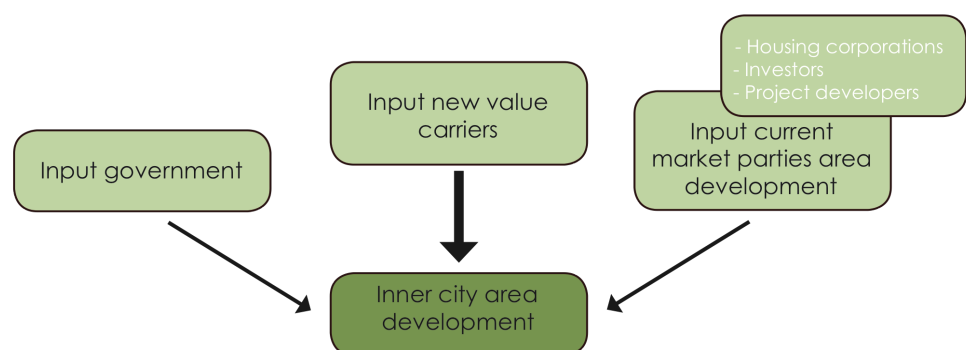 - Housing corporations
- Investors
- Project developers
Input new value
carriers
Input current
market parties area
development
Input government
Inner city area
development